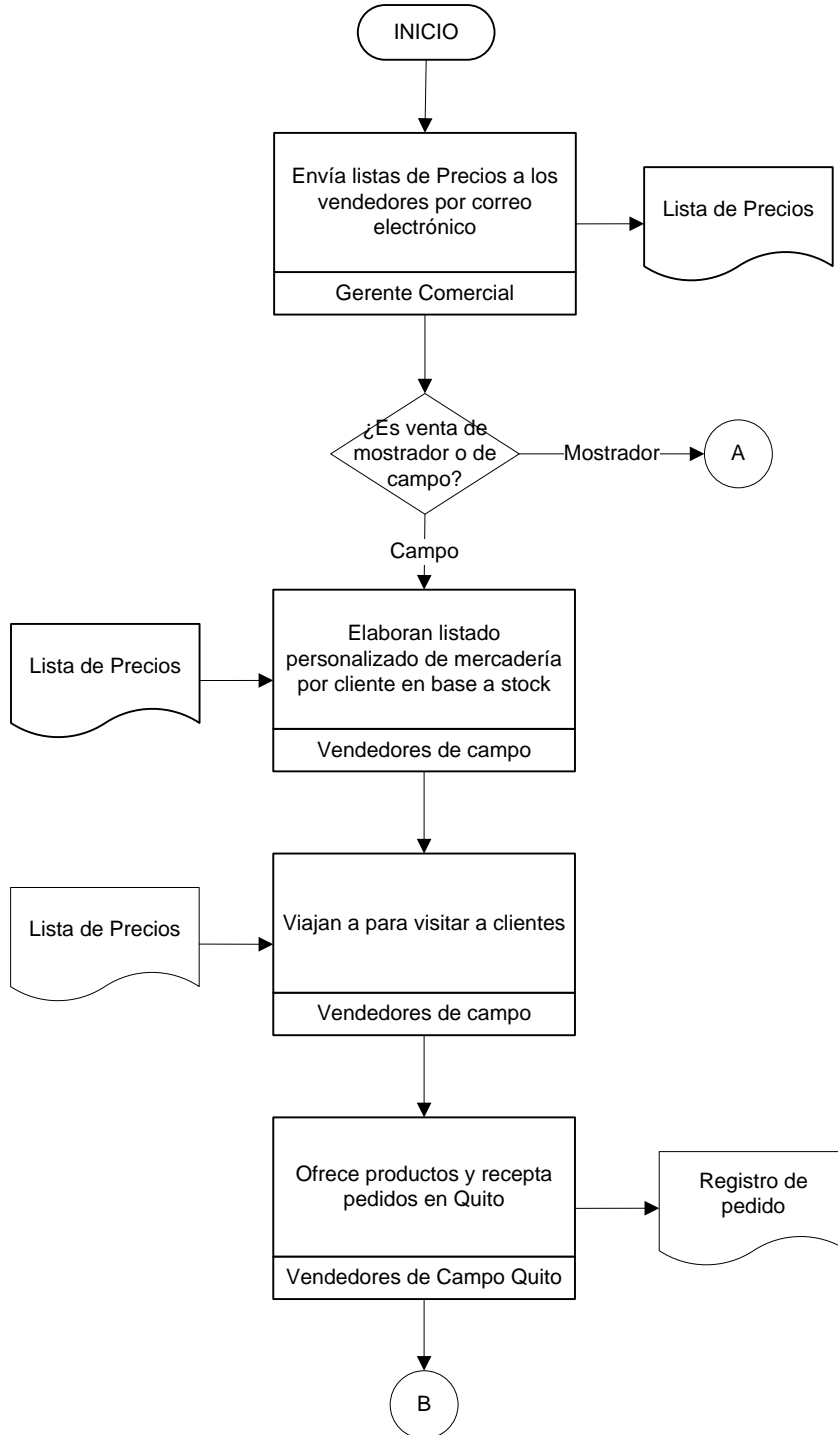 INICIO
Envía listas de Precios a los
vendedores por correo
electrónico
Gerente Comercial
Lista de Precios
¿Es venta de
mostrador o de
campo?
Mostrador
A
Campo
Lista de Precios
Elaboran listado
personalizado de mercadería
por cliente en base a stock
Vendedores de campo
Lista de Precios
Viajan a para visitar a clientes
Vendedores de campo
Ofrece productos y recepta
pedidos en Quito
Vendedores de Campo Quito
Registro de
pedido
B